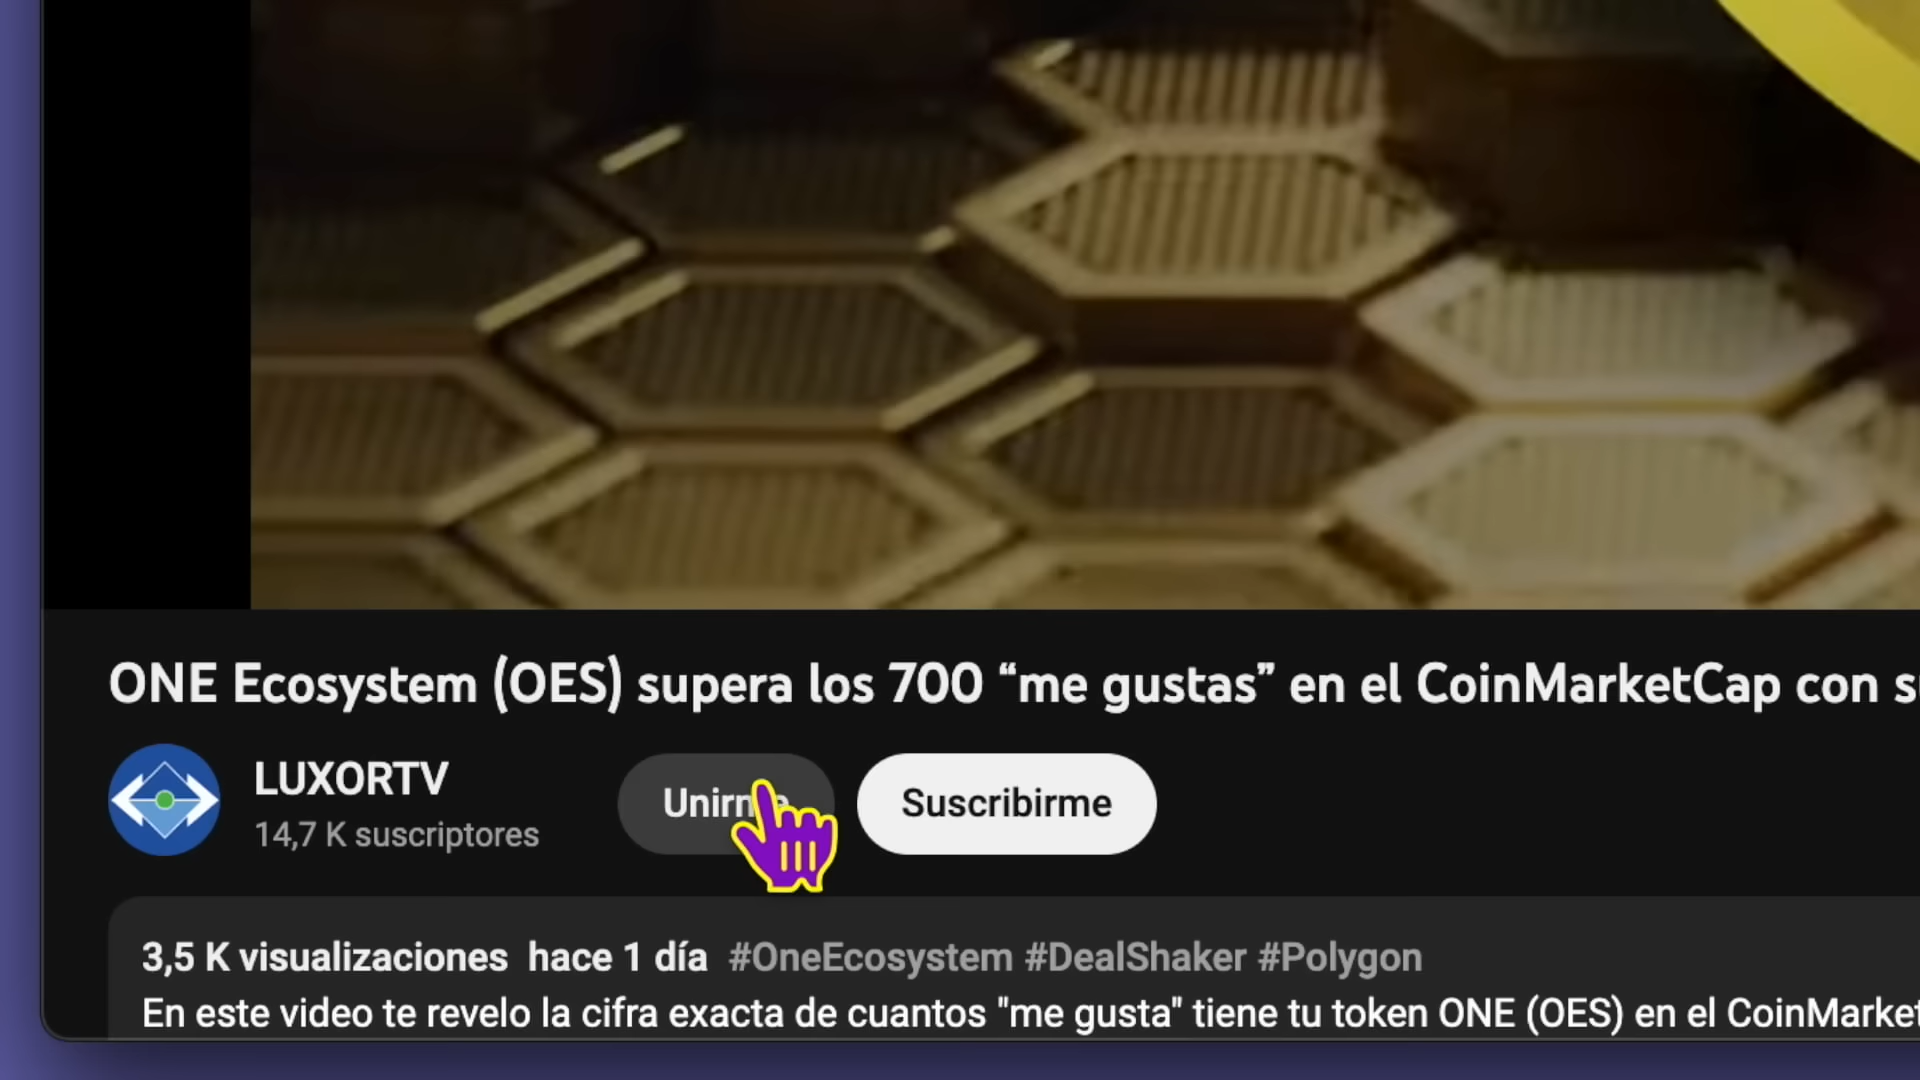 ONE Ecosystem (OES) supera los 700 “me gustas” en el CoinMarketCap con
LUXORTV
14,7 K suscriptores
Suscribirme
3,5 K visualizaciones hace 1 día #OneEcosystem #DealShaker #Polygon
En este video te revelo la cifra exacta de cuantos "me gusta" tiene tu token ONE (OES) en el CoinMarket